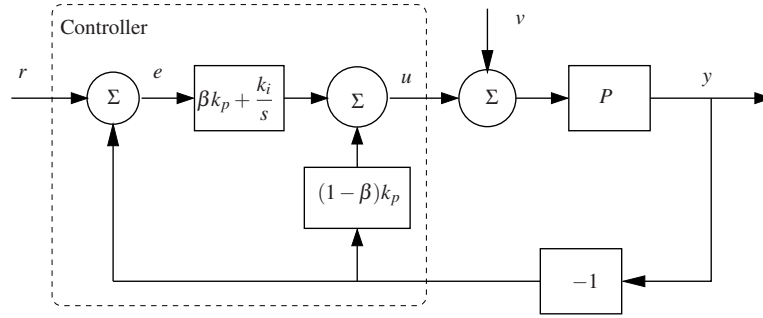 Controller
v
r
e
u
y
Σ
βk_p + k_i/s
Σ
Σ
P
(1 − β)k_p
−1